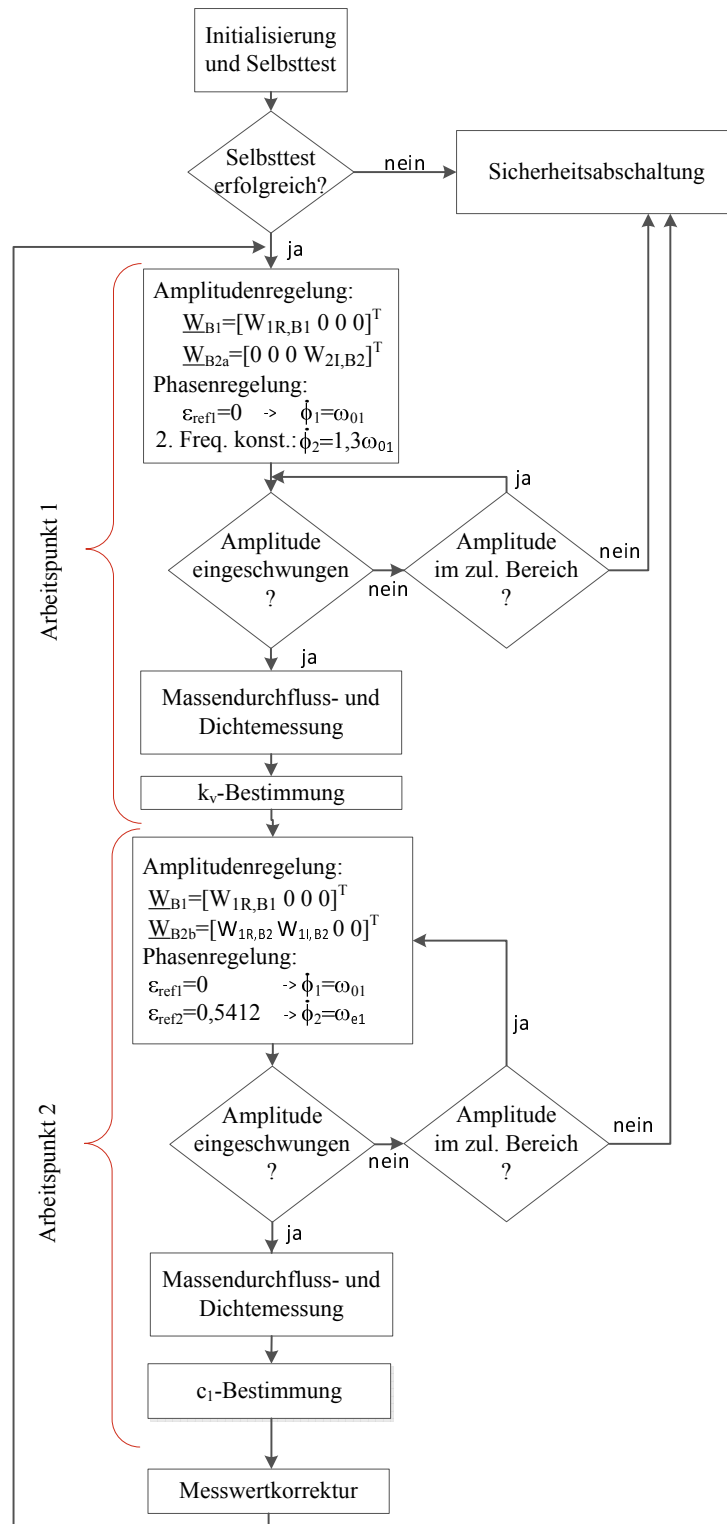 Initialisierung
und Selbsttest
Selbsttest
erfolgreich?
nein
Sicherheitsabschaltung
ja
Arbeitspunkt 1
Amplitudenregelung:
W_B1=[W_1R,B1 0 0 0]^T
W_B2a=[0 0 0 W_2I,B2]^T
Phasenregelung:
ε_ref1=0 -> ϕ̇_1=ω_01
2. Freq. konst.: ϕ̇_2=1,3ω_01
ja
Amplitude
eingeschwungen
?
nein
Amplitude
im zul. Bereich
?
nein
ja
Massendurchfluss- und
Dichtemessung
k_v-Bestimmung
Arbeitspunkt 2
Amplitudenregelung:
W_B1=[W_1R,B1 0 0 0]^T
W_B2b=[W_1R,B2 W_1I,B2 0 0]^T
Phasenregelung:
ε_ref1=0 -> ϕ̇_1=ω_01
ε_ref2=0,5412 -> ϕ̇_2=ω_e1
ja
Amplitude
eingeschwungen
?
nein
Amplitude
im zul. Bereich
?
nein
ja
Massendurchfluss- und
Dichtemessung
c_1-Bestimmung
Messwertkorrektur